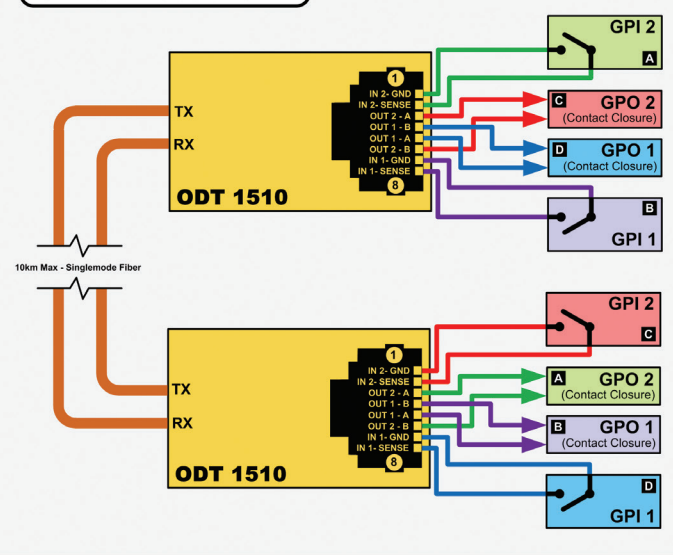 GPI 2
A
1
IN 2- GND
IN 2- SENSE
OUT 2 - A
OUT 1 - B
OUT 1 - A
OUT 2 - B
IN 1- GND
IN 1- SENSE
8
TX
RX
ODT 1510
C
GPO 2
(Contact Closure)
D
GPO 1
(Contact Closure)
B
GPI 1
10km Max - Singlemode Fiber
GPI 2
C
1
IN 2- GND
IN 2- SENSE
OUT 2 - A
OUT 1 - B
OUT 1 - A
OUT 2 - B
IN 1- GND
IN 1- SENSE
8
TX
RX
ODT 1510
A
GPO 2
(Contact Closure)
B
GPO 1
(Contact Closure)
D
GPI 1